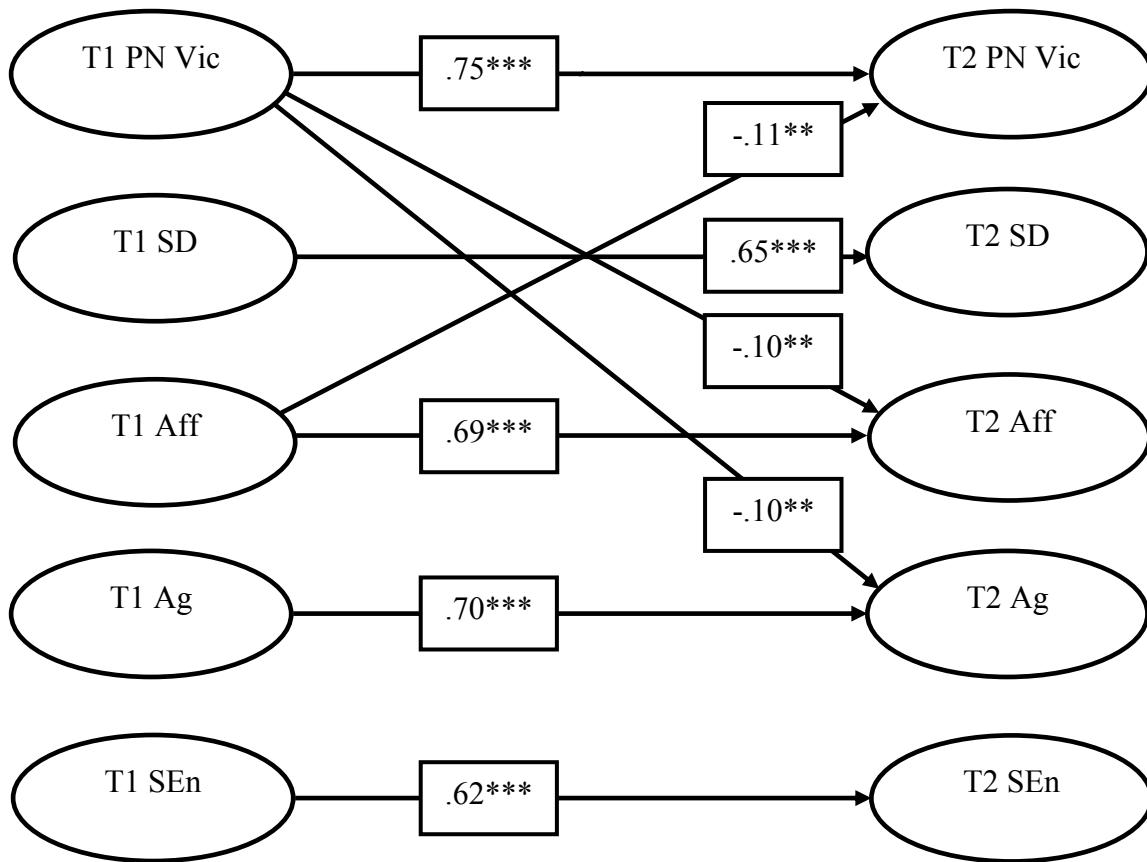 T1 PN Vic
.75***
T2 PN Vic
-.11**
T1 SD
.65***
T2 SD
-.10**
T1 Aff
.69***
T2 Aff
-.10**
T1 Ag
.70***
T2 Ag
T1 SEn
.62***
T2 SEn